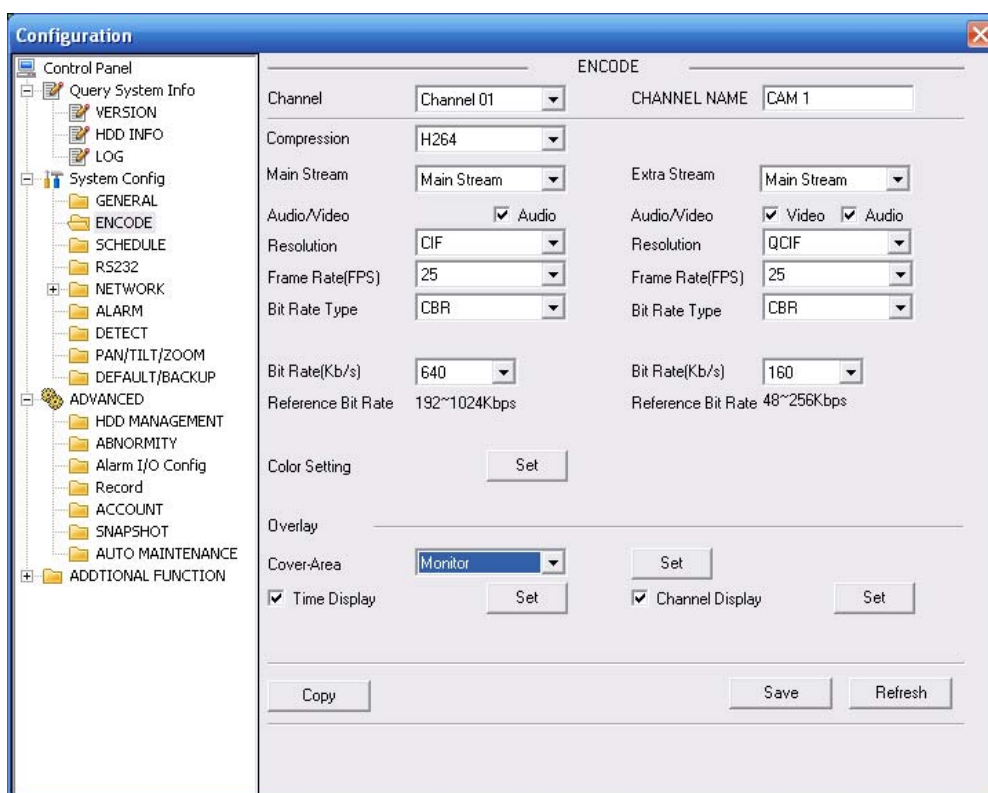 Configuration
Control Panel
Query System Info
VERSION
HDD INFO
LOG
System Config
GENERAL
ENCODE
SCHEDULE
RS232
NETWORK
ALARM
DETECT
PAN/TILT/ZOOM
DEFAULT/BACKUP
ADVANCED
HDD MANAGEMENT
ABNORMITY
Alarm I/O Config
Record
ACCOUNT
SNAPSHOT
AUTO MAINTENANCE
ADDTIONAL FUNCTION
ENCODE
Channel Channel 01 CHANNEL NAME CAM 1
Compression H264
Main Stream Main Stream Extra Stream Main Stream
Audio/Video Audio Audio/Video Video Audio
Resolution CIF Resolution QCIF
Frame Rate(FPS) 25 Frame Rate(FPS) 25
Bit Rate Type CBR Bit Rate Type CBR
Bit Rate(Kb/s) 640 Bit Rate(Kb/s) 160
Reference Bit Rate 192~1024Kbps Reference Bit Rate 48~256Kbps
Color Setting Set
Overlay
Cover-Area Monitor Set
Time Display Set Channel Display Set
Copy Save Refresh